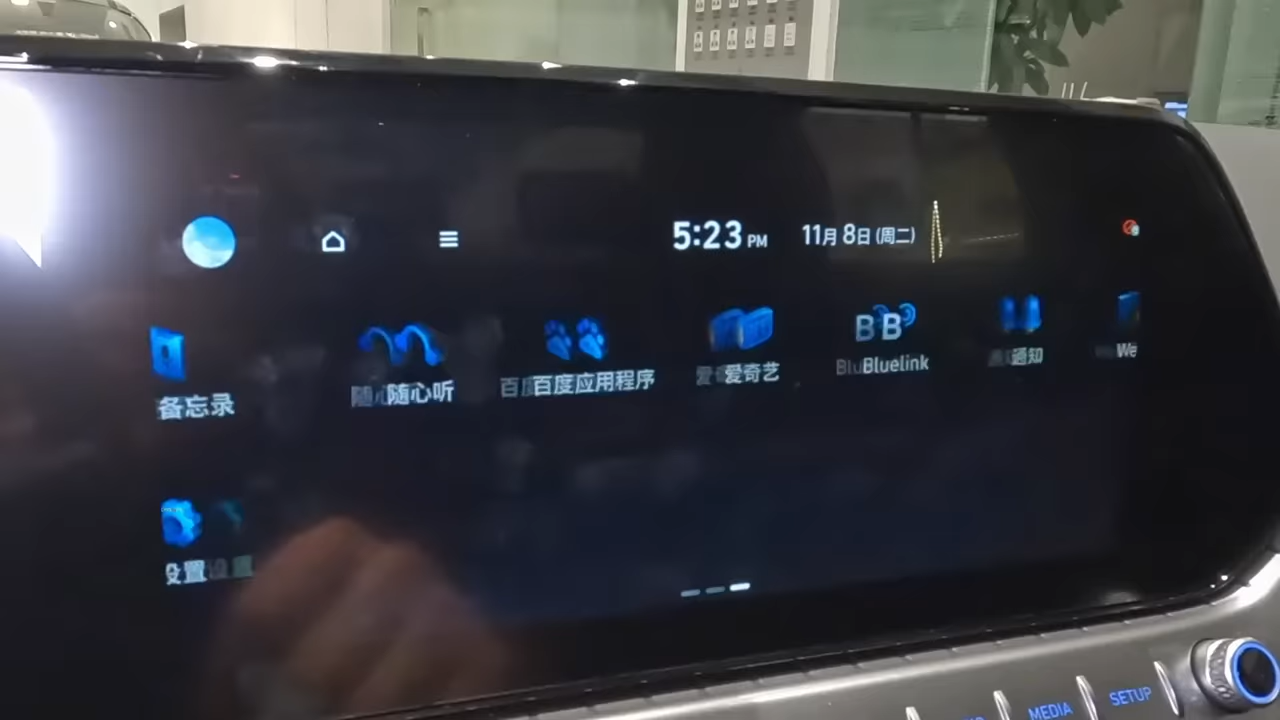 5:23 PM 11月 8日 (周二)
备忘录
随心听
百度应用程序
爱奇艺
Bluelink
通知
We
设置
MEDIA
SETUP